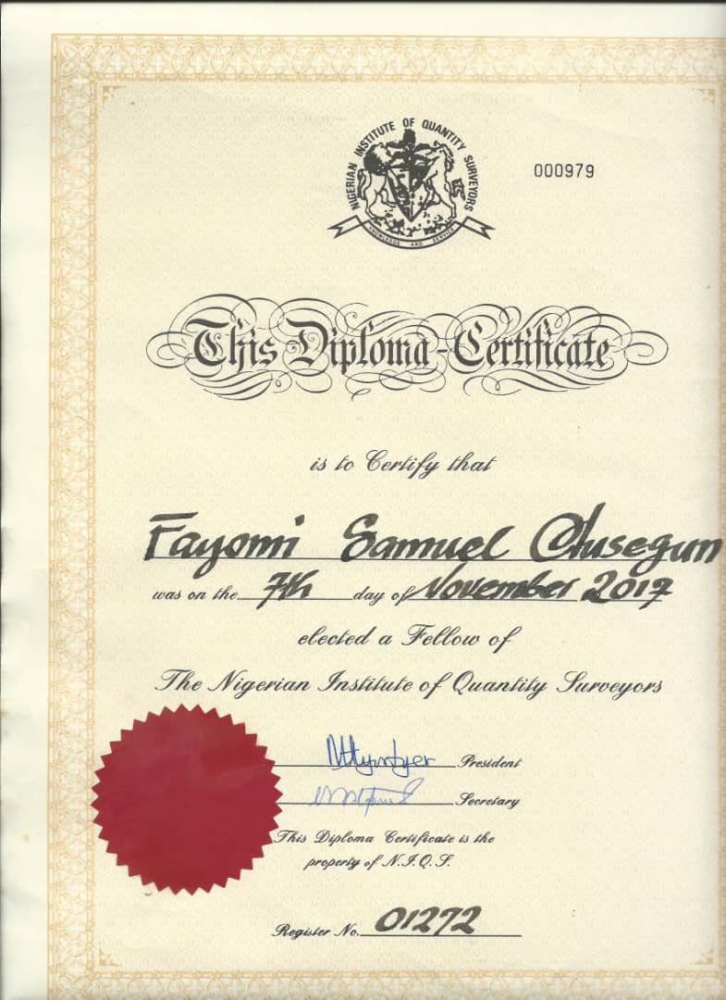 NIGERIAN INSTITUTE OF QUANTITY SURVEYORS
000979
KNOWLEDGE AND SERVICE
This Diploma-Certificate
is to Certify that
Fayomi Samuel Olusegun
was on the 7th day of November 2017
elected a Fellow of
The Nigerian Institute of Quantity Surveyors
President
Secretary
This Diploma Certificate is the
property of N.I.Q.S.
Register No. 01272